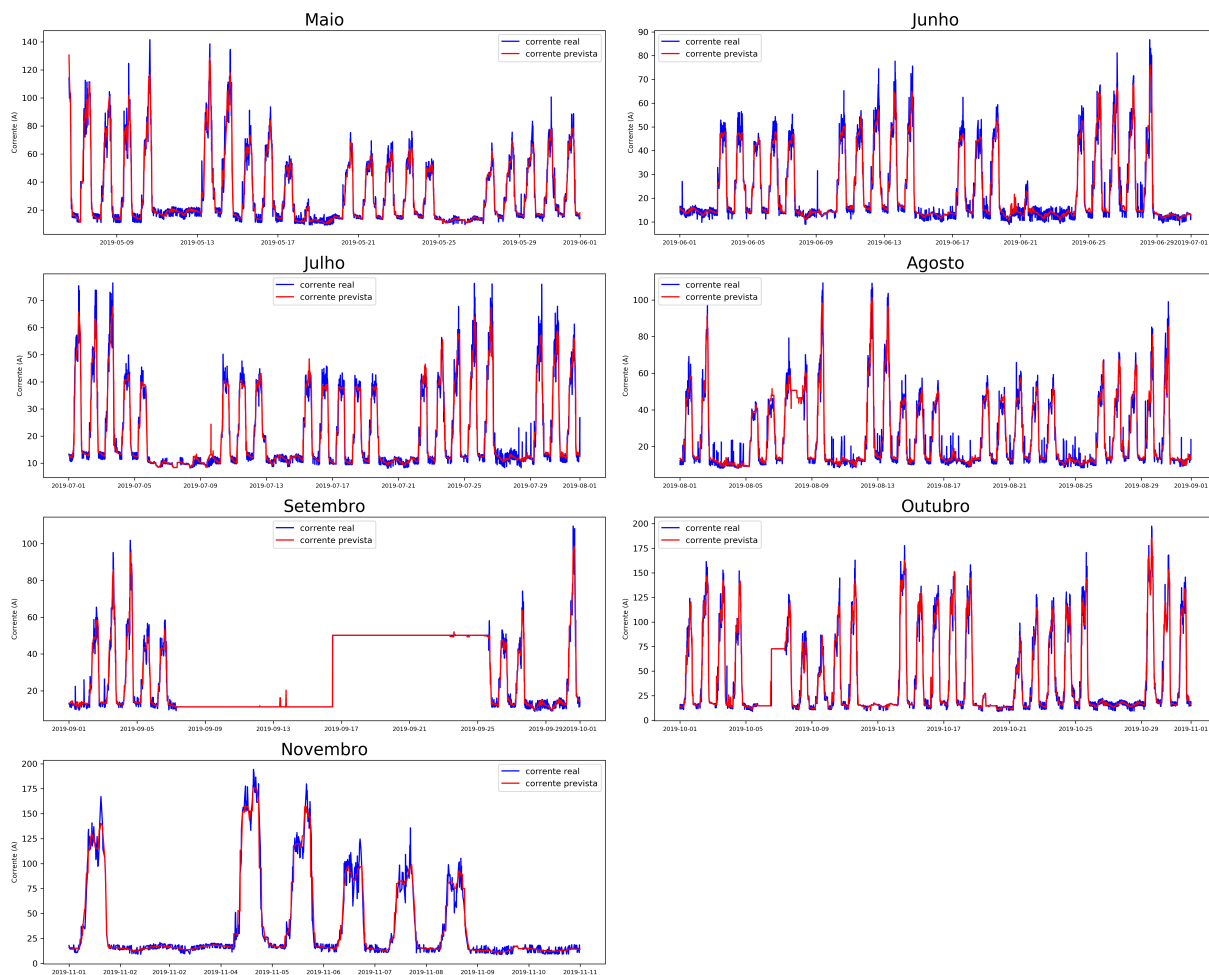 Maio
140
120
100
80
60
40
20
Corrente (A)
corrente real
corrente prevista
2019-05-09 2019-05-13 2019-05-17 2019-05-21 2019-05-25 2019-05-29 2019-06-01
Junho
90
80
70
60
50
40
30
20
10
Corrente (A)
corrente real
corrente prevista
2019-06-01 2019-06-05 2019-06-09 2019-06-13 2019-06-17 2019-06-21 2019-06-25 2019-06-29 2019-07-01
Julho
70
60
50
40
30
20
10
Corrente (A)
corrente real
corrente prevista
2019-07-01 2019-07-05 2019-07-09 2019-07-13 2019-07-17 2019-07-21 2019-07-25 2019-07-29 2019-08-01
Agosto
100
80
60
40
20
Corrente (A)
corrente real
corrente prevista
2019-08-01 2019-08-05 2019-08-09 2019-08-13 2019-08-17 2019-08-21 2019-08-25 2019-08-29 2019-09-01
Setembro
100
80
60
40
20
Corrente (A)
corrente real
corrente prevista
2019-09-01 2019-09-05 2019-09-09 2019-09-13 2019-09-17 2019-09-21 2019-09-25 2019-09-29 2019-10-01
Outubro
200
175
150
125
100
75
50
25
0
Corrente (A)
corrente real
corrente prevista
2019-10-01 2019-10-05 2019-10-09 2019-10-13 2019-10-17 2019-10-21 2019-10-25 2019-10-29 2019-11-01
Novembro
200
175
150
125
100
75
50
25
0
Corrente (A)
corrente real
corrente prevista
2019-11-01 2019-11-02 2019-11-02 2019-11-04 2019-11-05 2019-11-06 2019-11-07 2019-11-08 2019-11-09 2019-11-10 2019-11-11